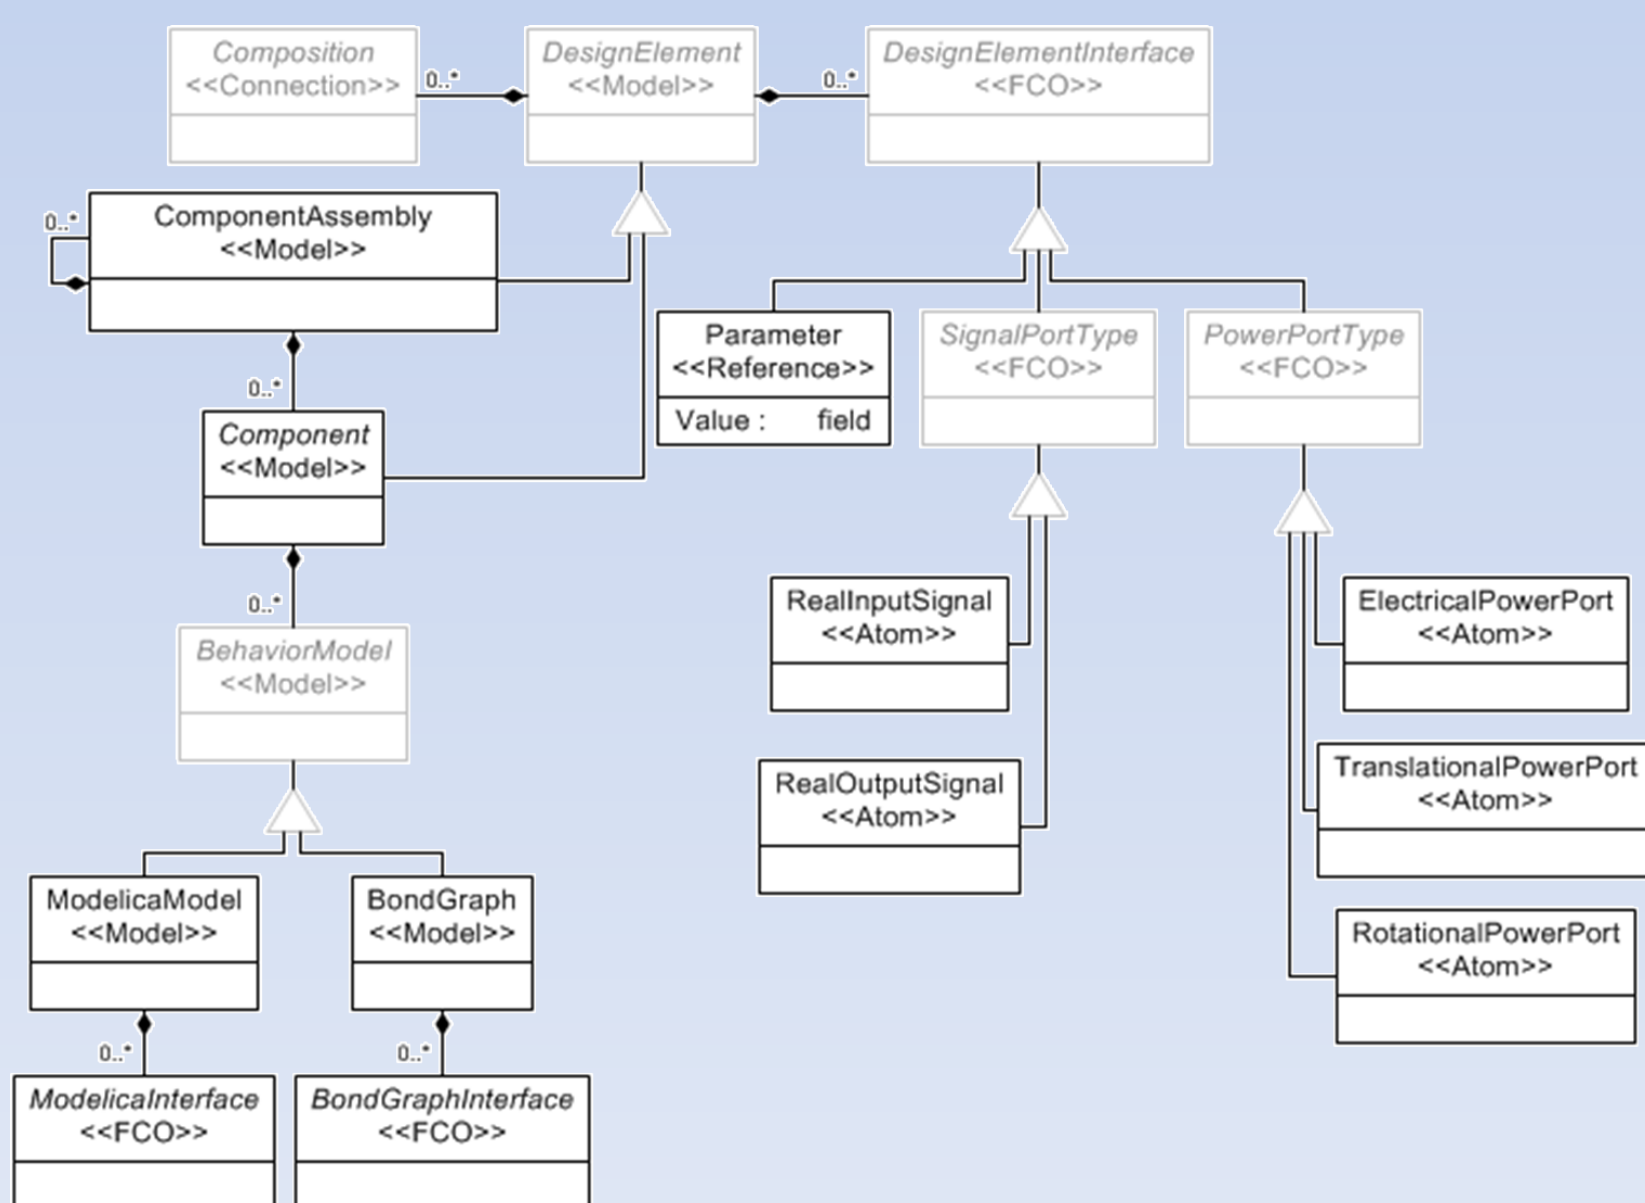 Composition
<<Connection>>
0..*
DesignElement
<<Model>>
0..*
DesignElementInterface
<<FCO>>
0..*
ComponentAssembly
<<Model>>
0..*
Component
<<Model>>
0..*
BehaviorModel
<<Model>>
ModelicaModel
<<Model>>
0..*
ModelicaInterface
<<FCO>>
BondGraph
<<Model>>
0..*
BondGraphInterface
<<FCO>>
Parameter
<<Reference>>
Value : field
SignalPortType
<<FCO>>
PowerPortType
<<FCO>>
RealInputSignal
<<Atom>>
RealOutputSignal
<<Atom>>
ElectricalPowerPort
<<Atom>>
TranslationalPowerPort
<<Atom>>
RotationalPowerPort
<<Atom>>